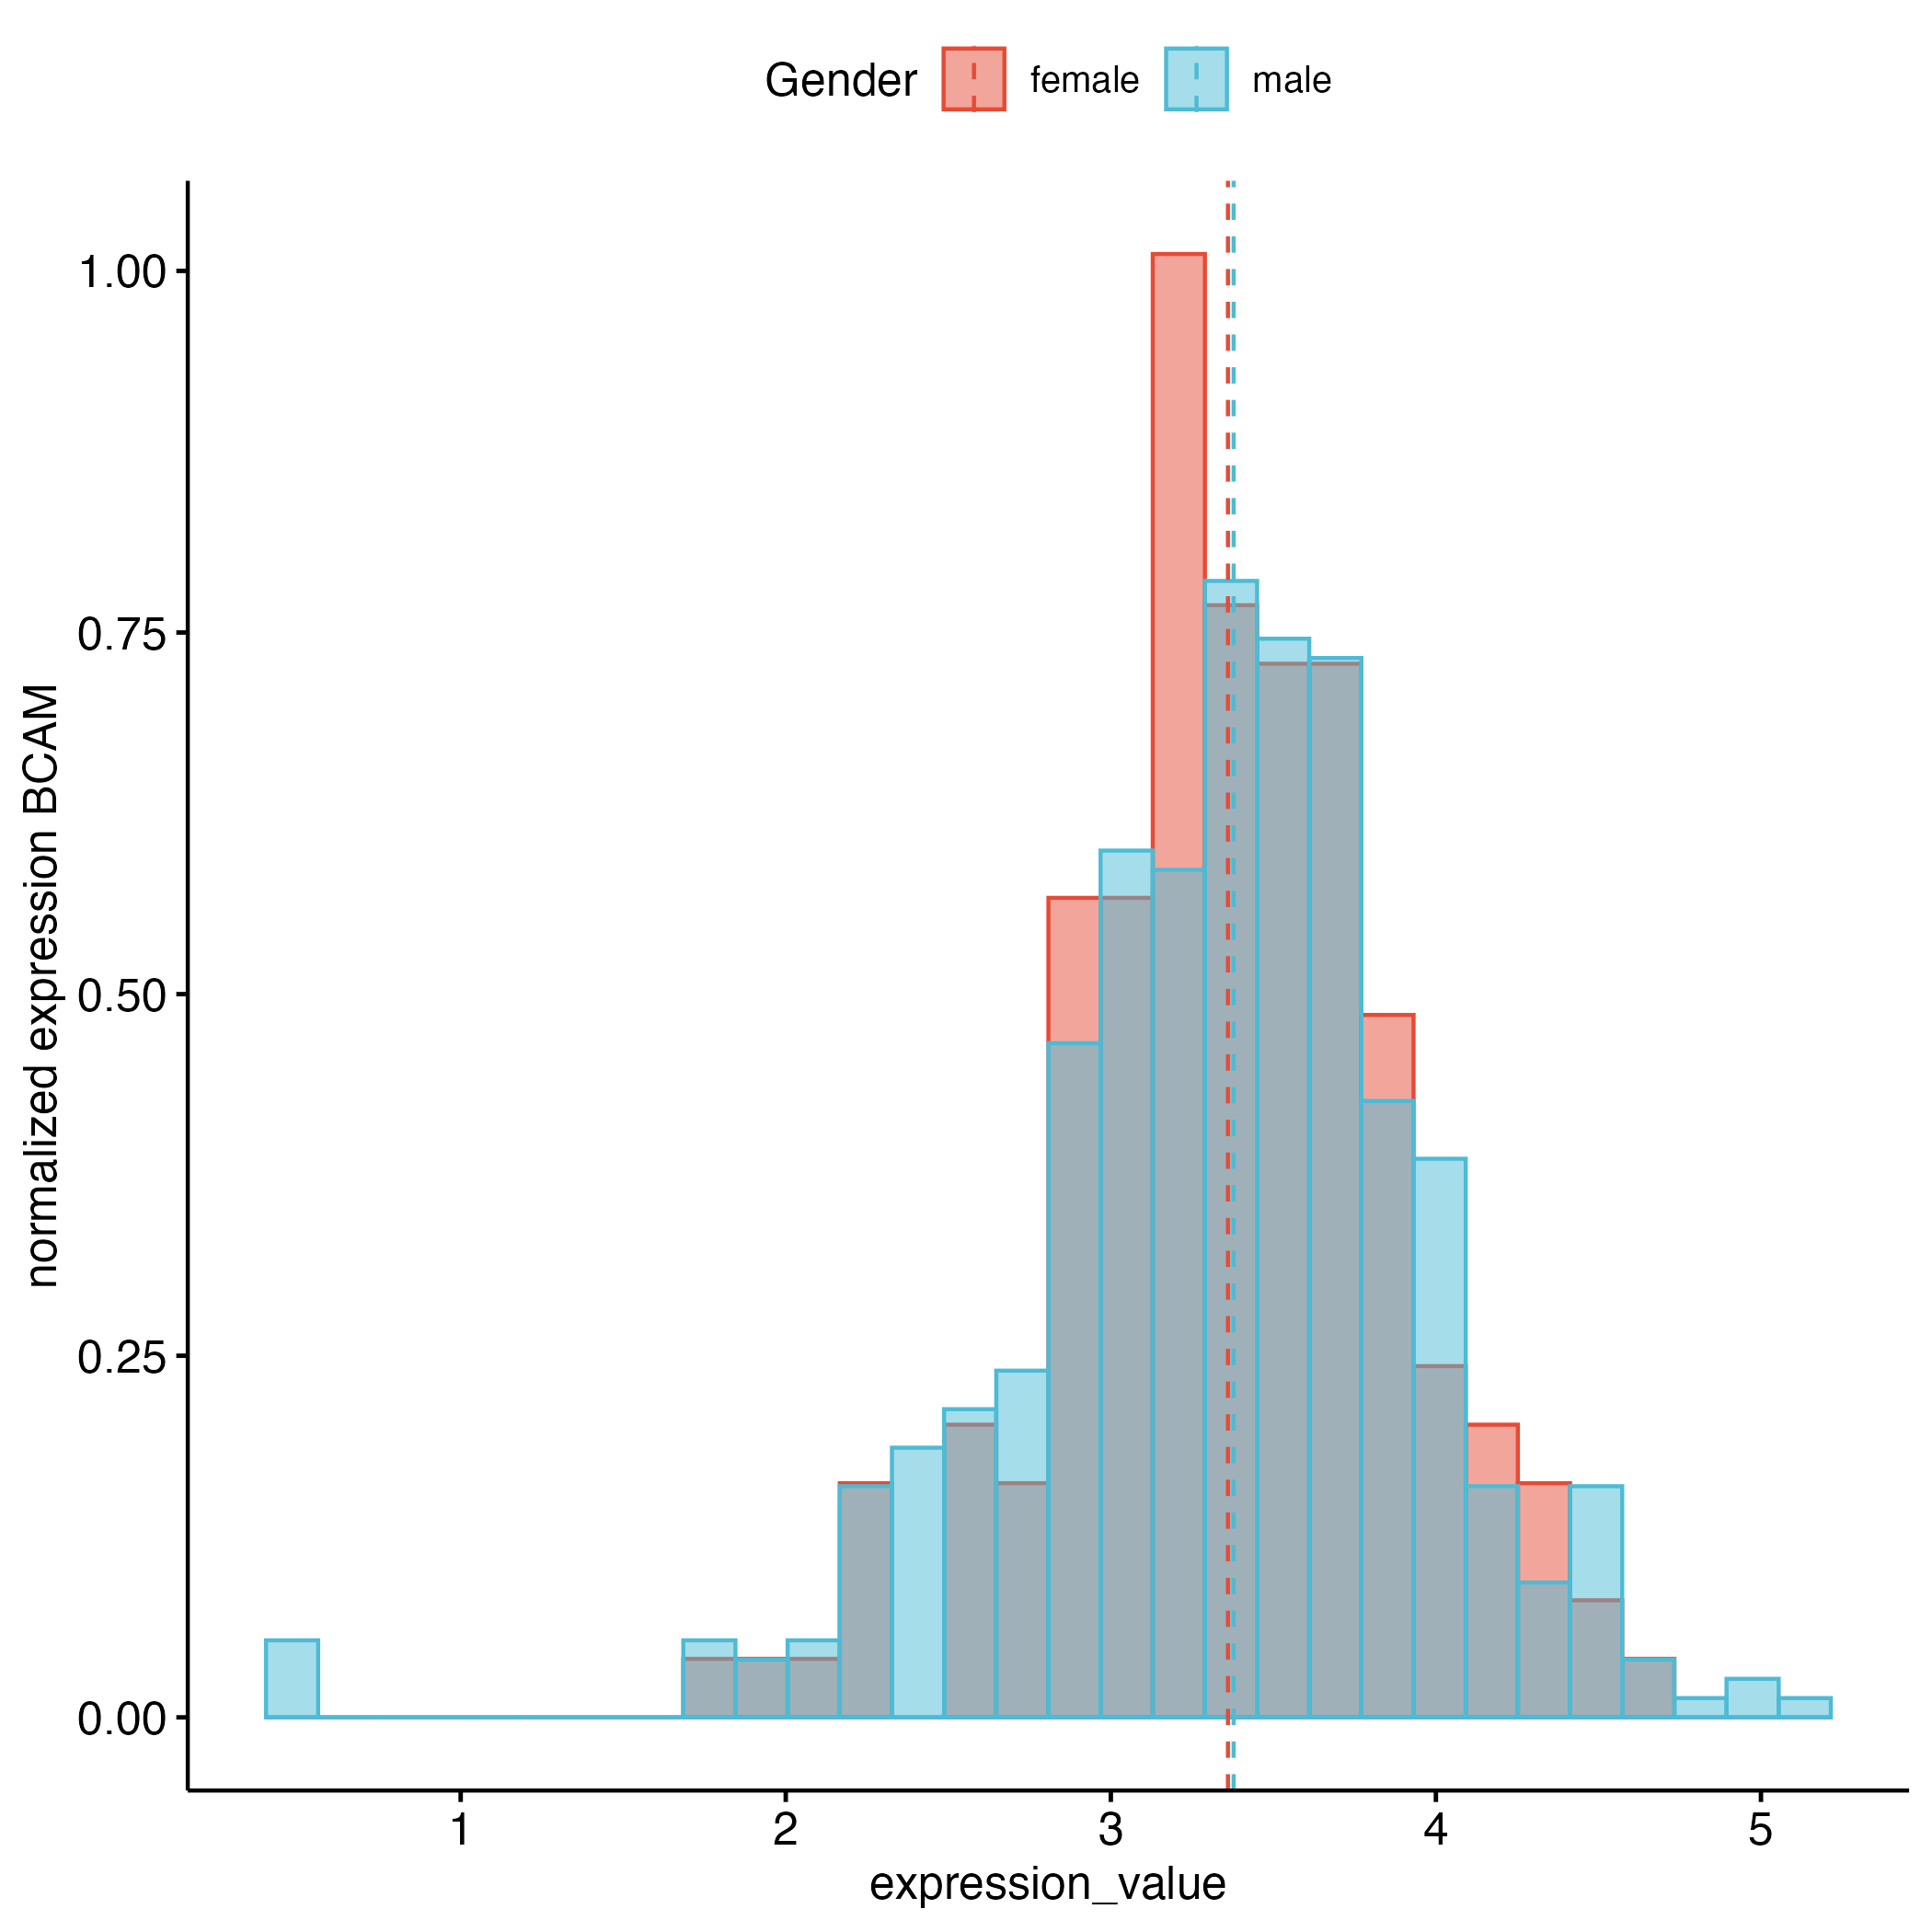 Gender female male
normalized expression BCAM
1.00
0.75
0.50
0.25
0.00
1 2 3 4 5
expression_value